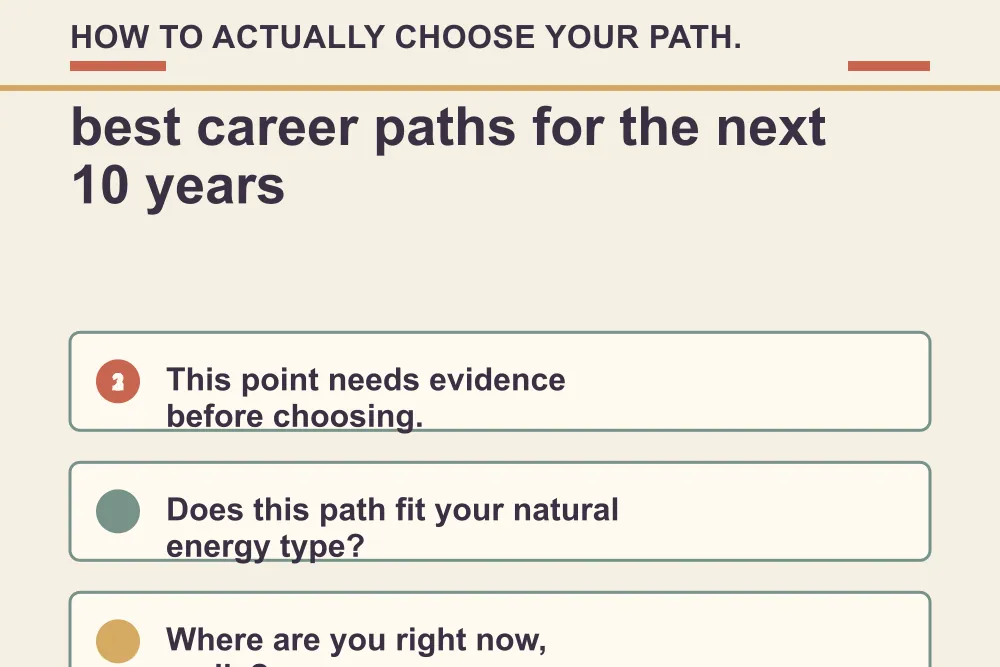 HOW TO ACTUALLY CHOOSE YOUR PATH.
best career paths for the next
10 years
This point needs evidence
before choosing.
Does this path fit your natural
energy type?
Where are you right now,